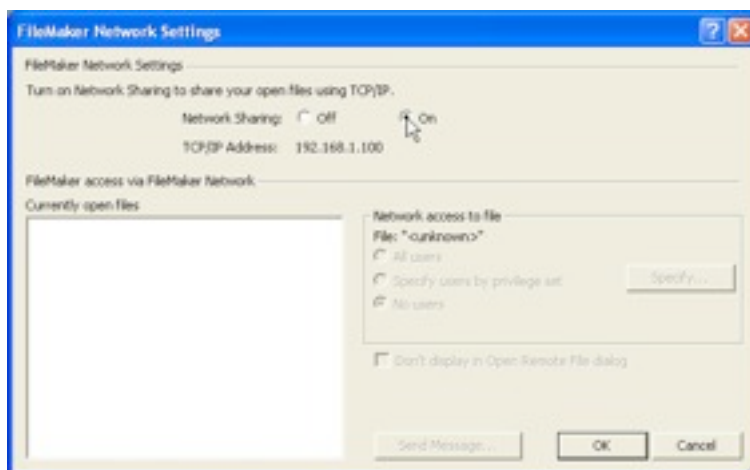 FileMaker Network Settings
FileMaker Network Settings
Turn on Network Sharing to share your open files using TCP/IP.
Network Sharing: Off On
TCP/IP Address: 192.168.1.100
FileMaker access via FileMaker Network
Currently open files
Network access to file
File: "<unknown>"
All users
Specify users by privilege set
Specify...
No users
Don't display in Open Remote File dialog
Send Message...
OK
Cancel